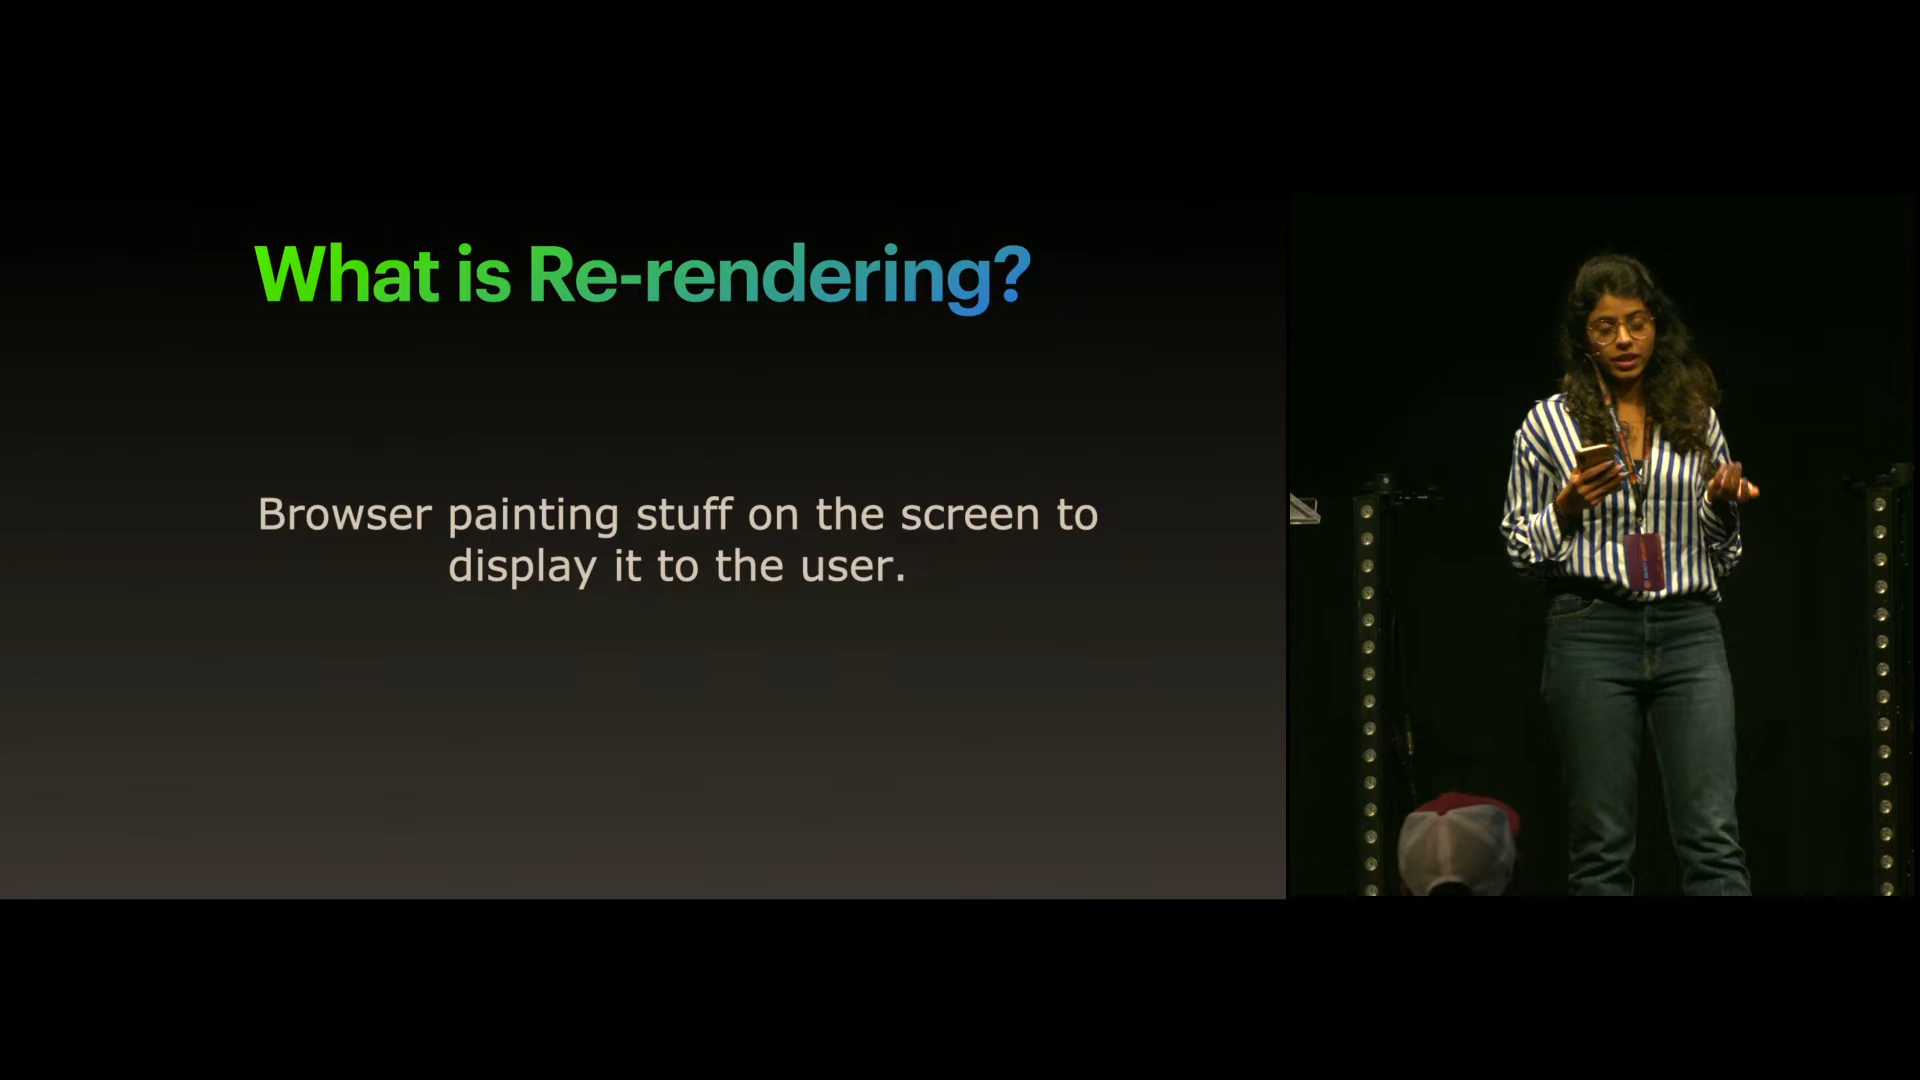 What is Re-rendering?
Browser painting stuff on the screen to
display it to the user.